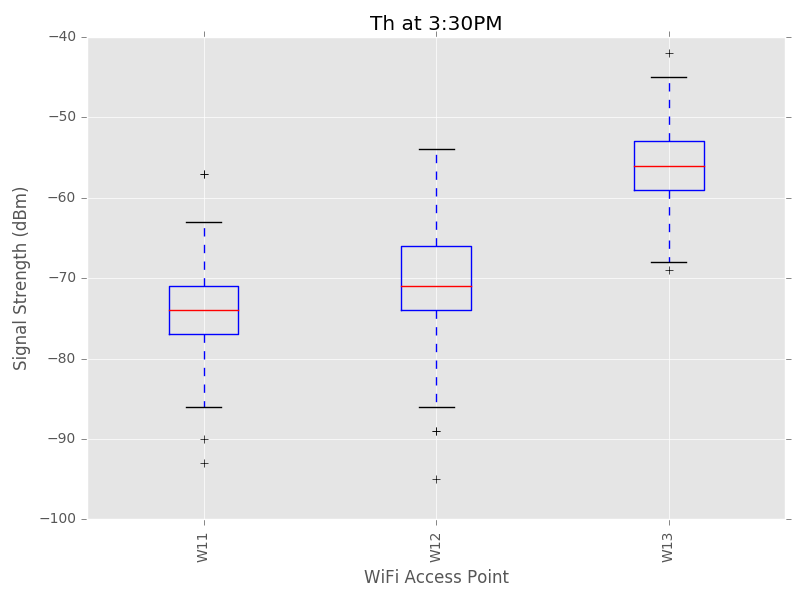 Th at 3:30PM
−40
−50
−60
−70
−80
−90
−100
Signal Strength (dBm)
W11
W12
W13
WiFi Access Point